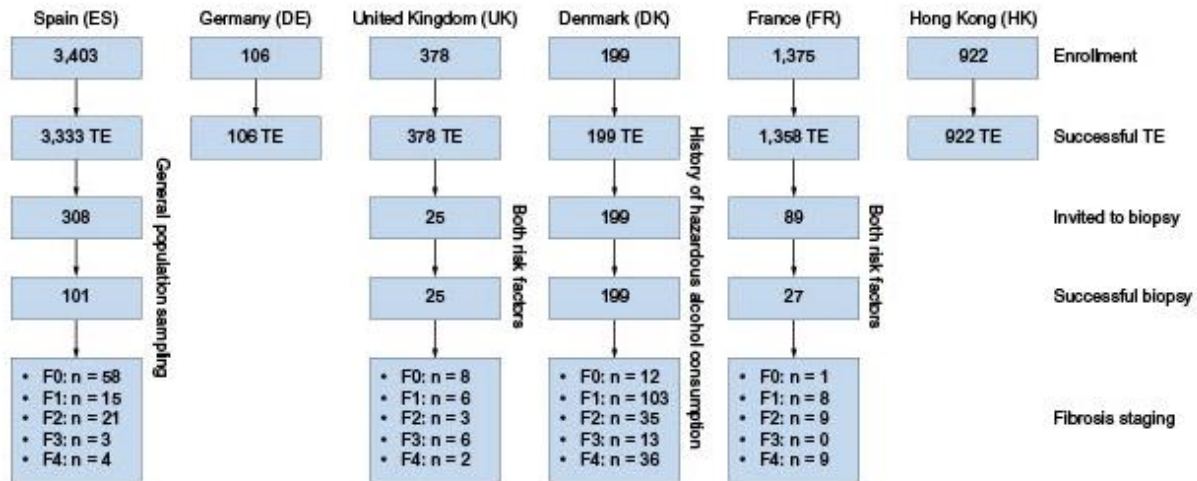 Spain (ES)
Germany (DE)
United Kingdom (UK)
Denmark (DK)
France (FR)
Hong Kong (HK)
3,403
106
378
199
1,375
922
Enrollment
3,333 TE
106 TE
378 TE
199 TE
1,358 TE
922 TE
Successful TE
308
25
199
89
Invited to biopsy
101
25
199
27
Successful biopsy
General population sampling
Both risk factors
History of hazardous alcohol consumption
Both risk factors
• F0: n = 58
• F1: n = 15
• F2: n = 21
• F3: n = 3
• F4: n = 4
• F0: n = 8
• F1: n = 6
• F2: n = 3
• F3: n = 6
• F4: n = 2
• F0: n = 12
• F1: n = 103
• F2: n = 35
• F3: n = 13
• F4: n = 36
• F0: n = 1
• F1: n = 8
• F2: n = 9
• F3: n = 0
• F4: n = 9
Fibrosis staging